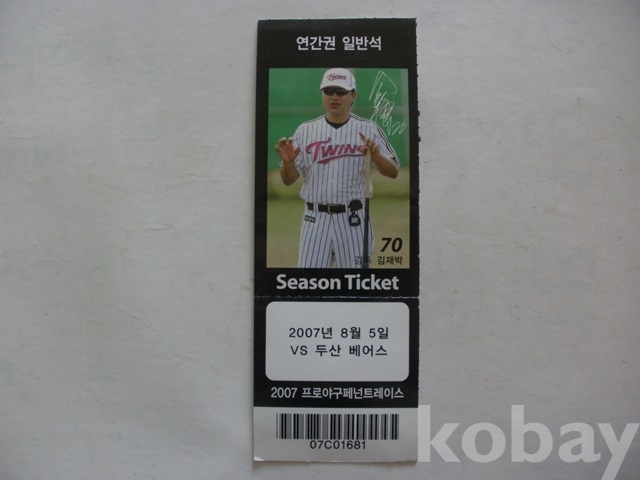 연간권 일반석
TWINS
TWINS
70
감독 김재박
Season Ticket
2007년 8월 5일
VS 두산 베어스
2007 프로야구페넌트레이스
07C01681
kobay